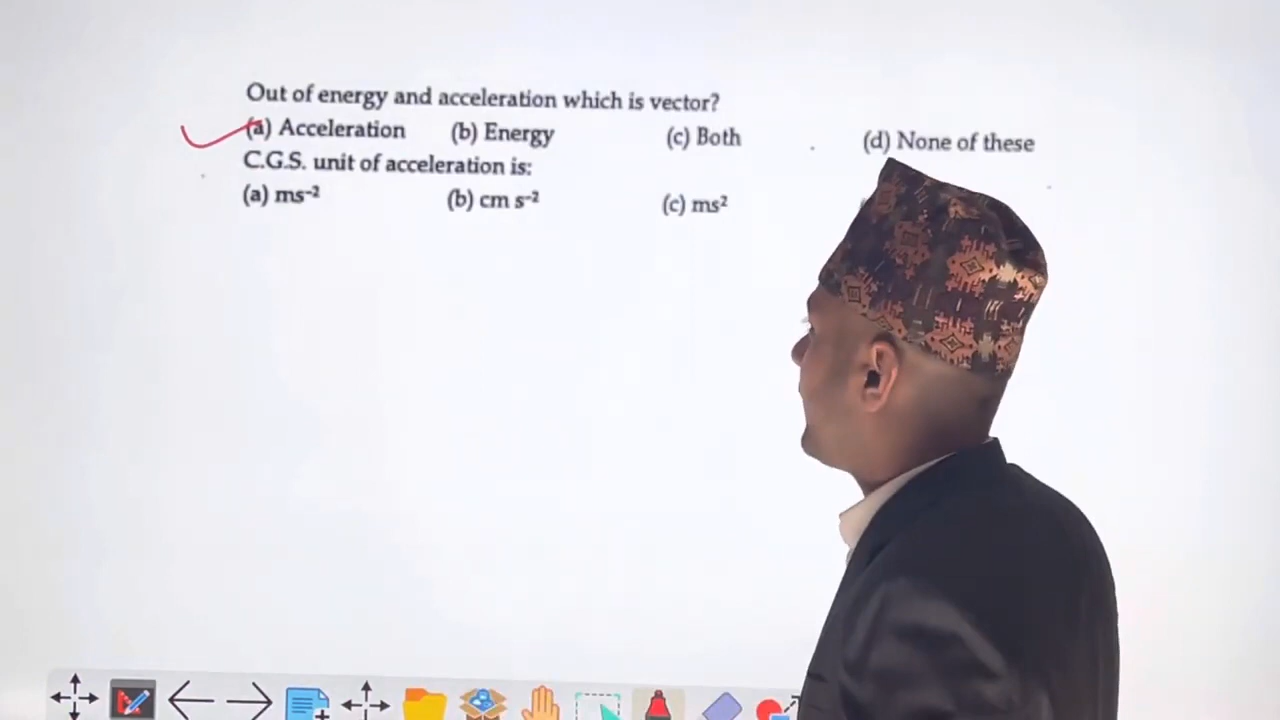 Out of energy and acceleration which is vector?
(a) Acceleration (b) Energy (c) Both (d) None of these
C.G.S. unit of acceleration is:
(a) ms⁻² (b) cm s⁻² (c) ms²